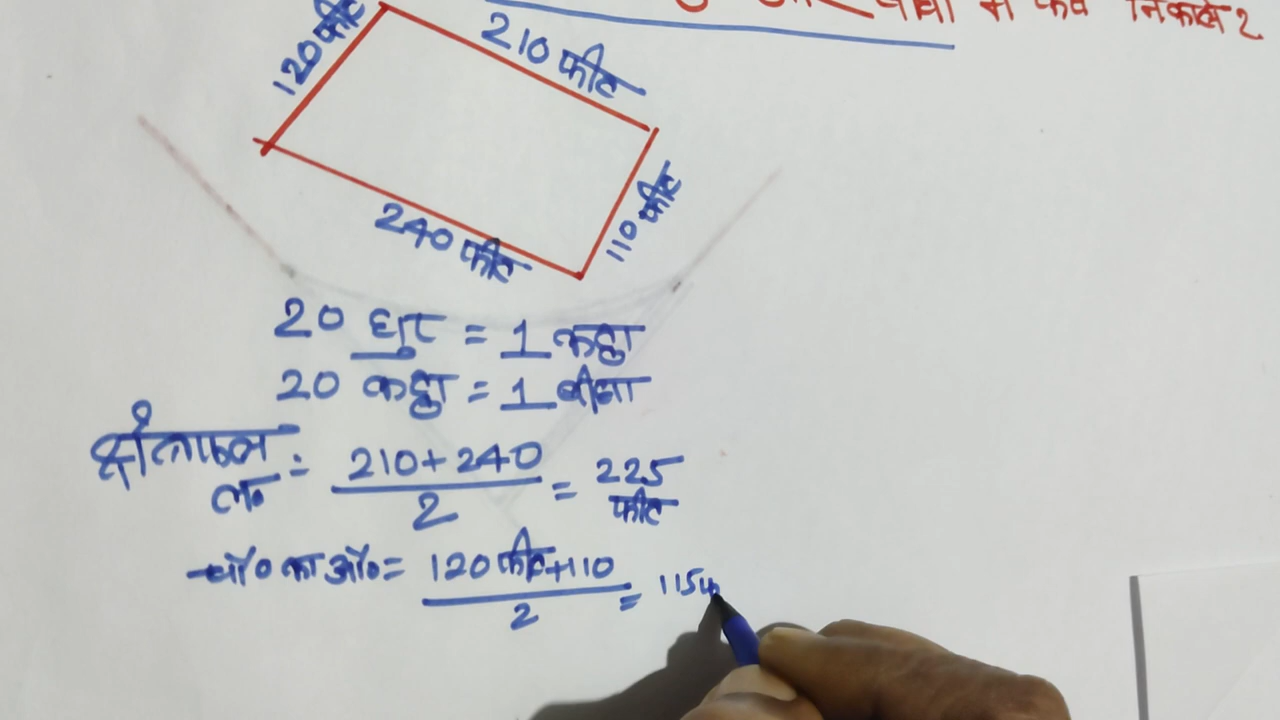 में कैसे निकाले?
120 फीट
210 फीट
240 फीट
110 फीट
20 धुर = 1 कट्ठा
20 कट्ठा = 1 बीघा
क्षेत्रफल
ल० = 210+240 / 2 = 225 फीट
चौ० का औ० = 120 फीट+110 / 2 = 115